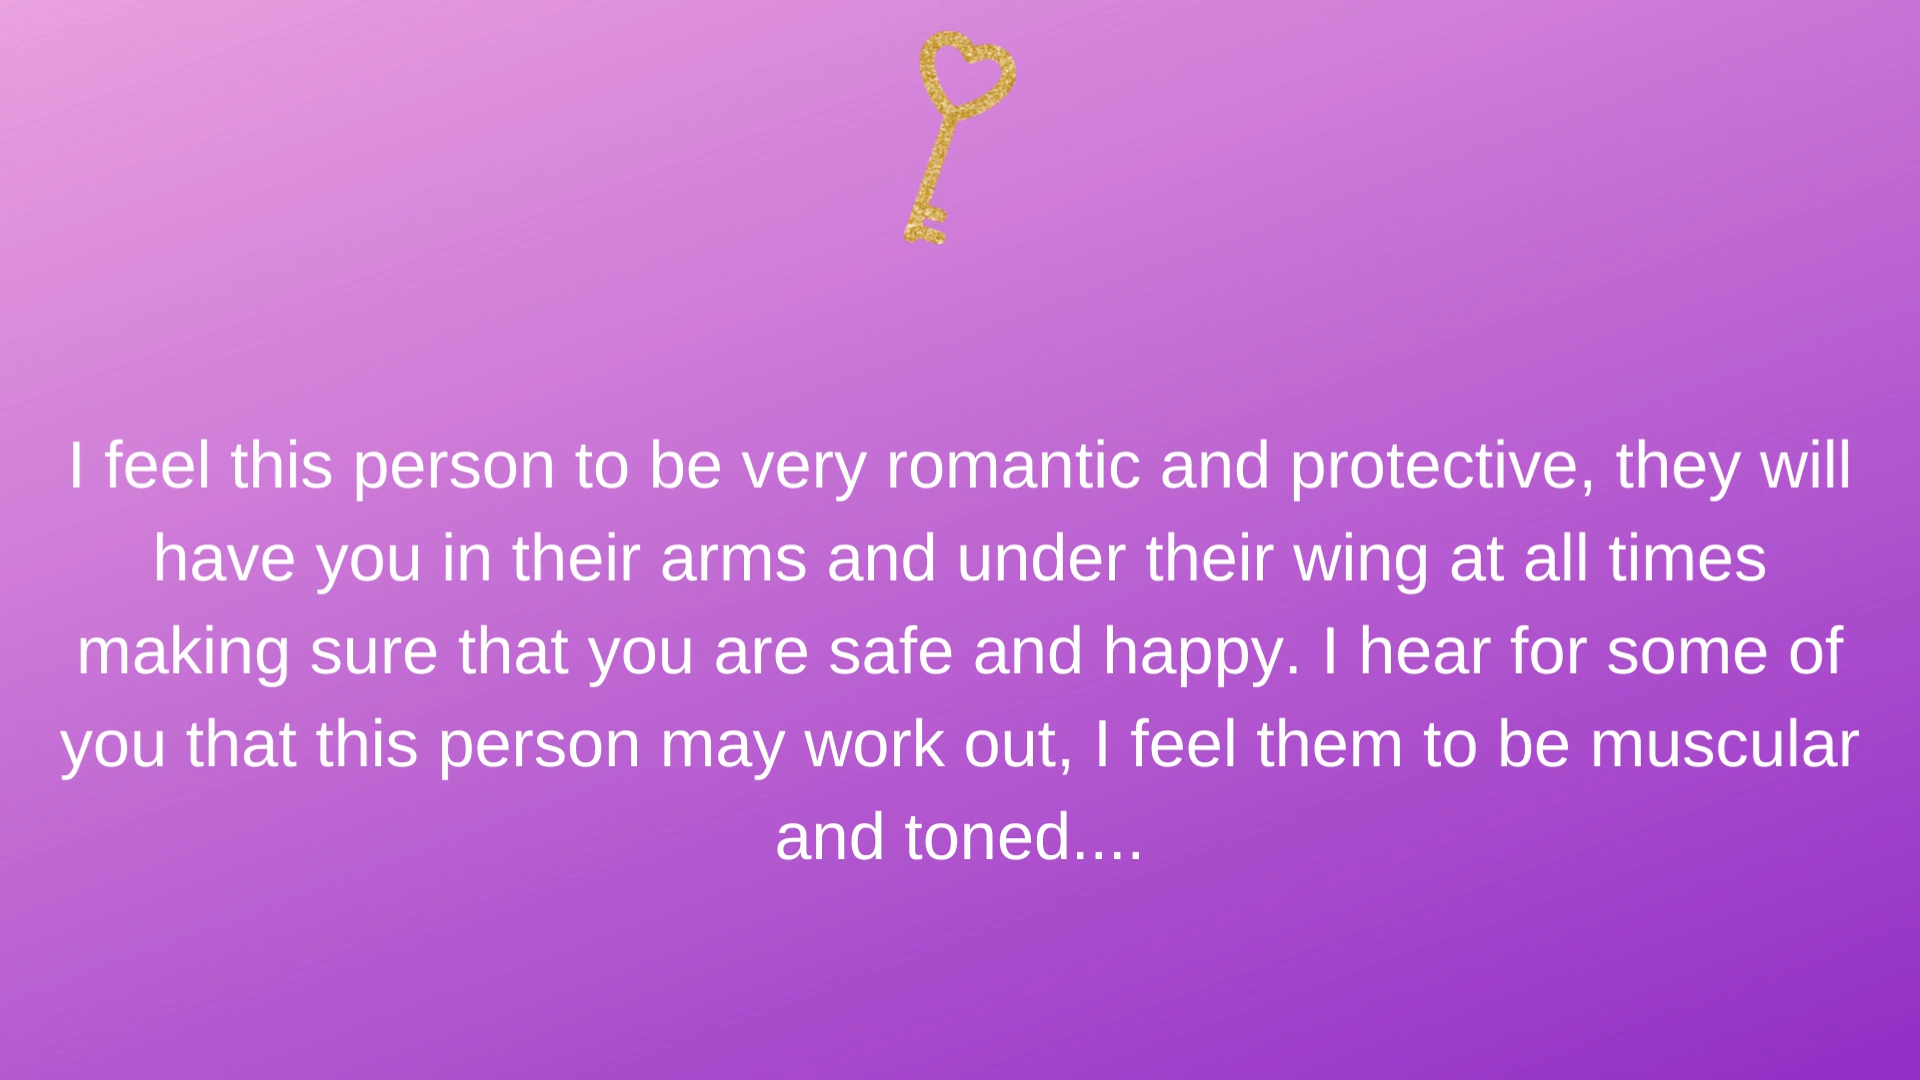 I feel this person to be very romantic and protective, they will
have you in their arms and under their wing at all times
making sure that you are safe and happy. I hear for some of
you that this person may work out, I feel them to be muscular
and toned....